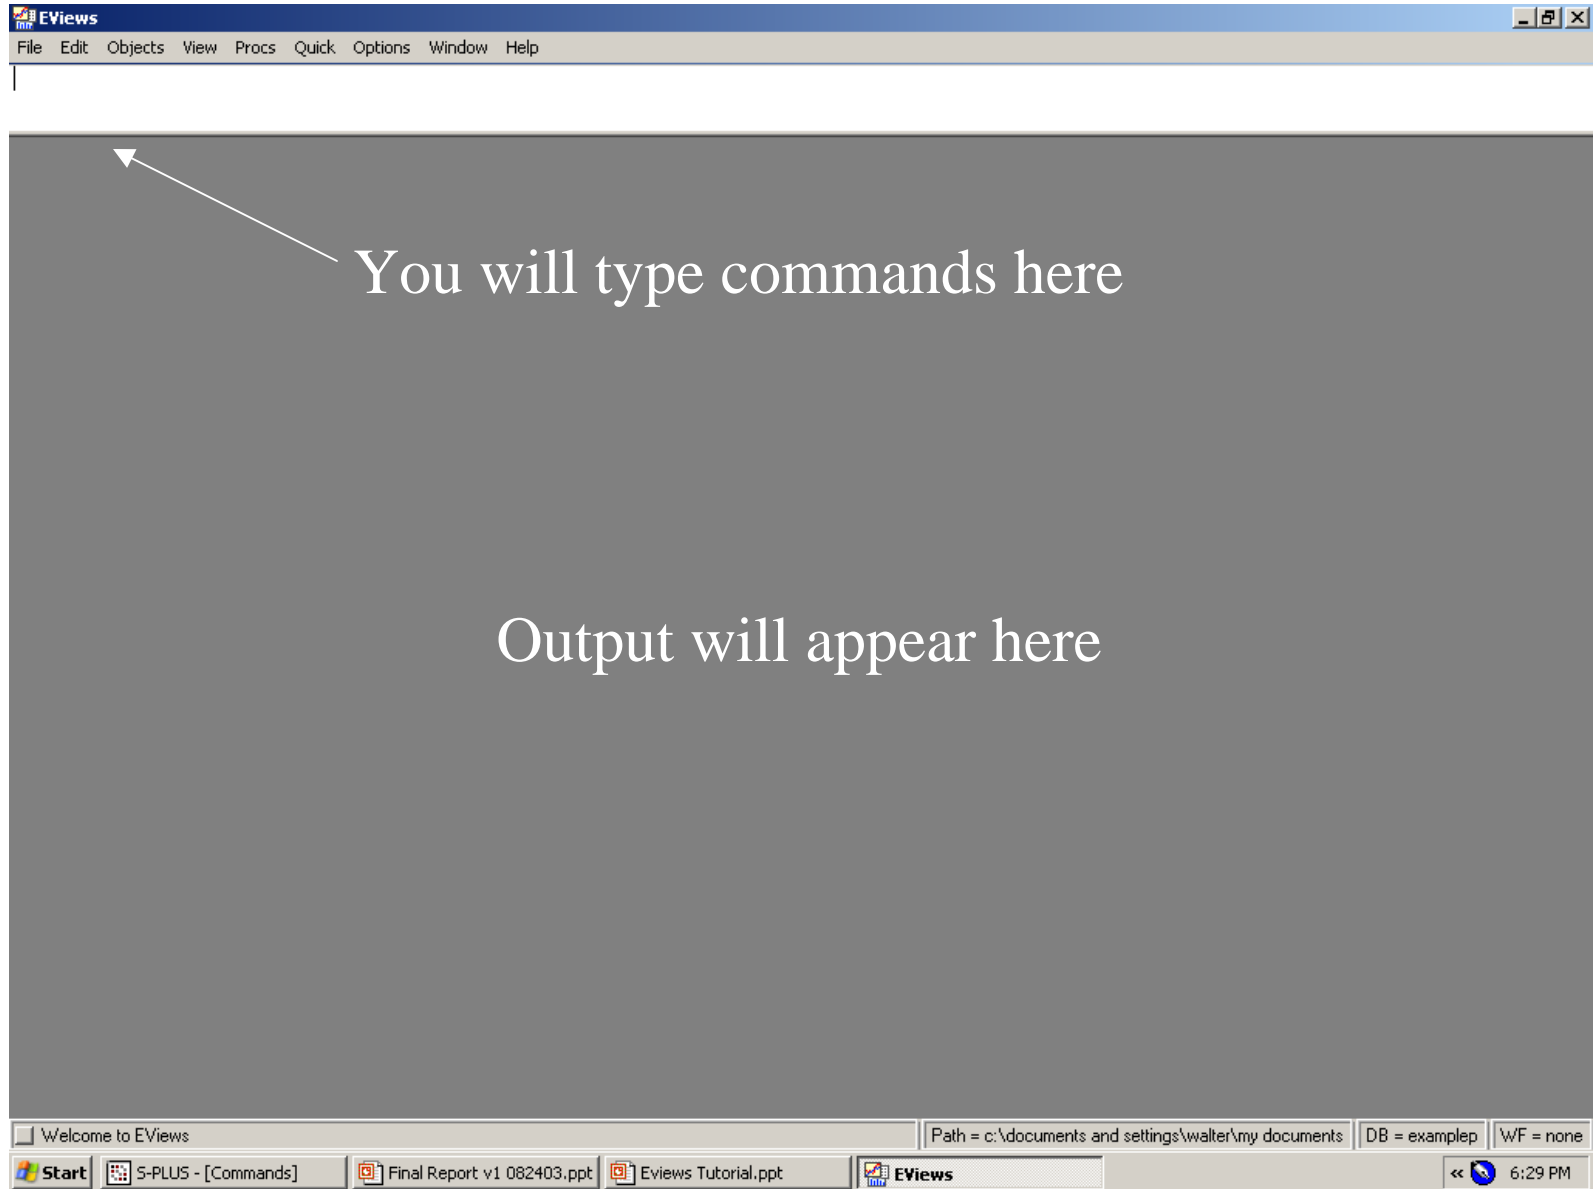 EViews
File Edit Objects View Procs Quick Options Window Help
You will type commands here
Output will appear here
Welcome to EViews Path = c:\documents and settings\walter\my documents DB = examplep WF = none
Start S-PLUS - [Commands] Final Report v1 082403.ppt Eviews Tutorial.ppt EViews « 6:29 PM